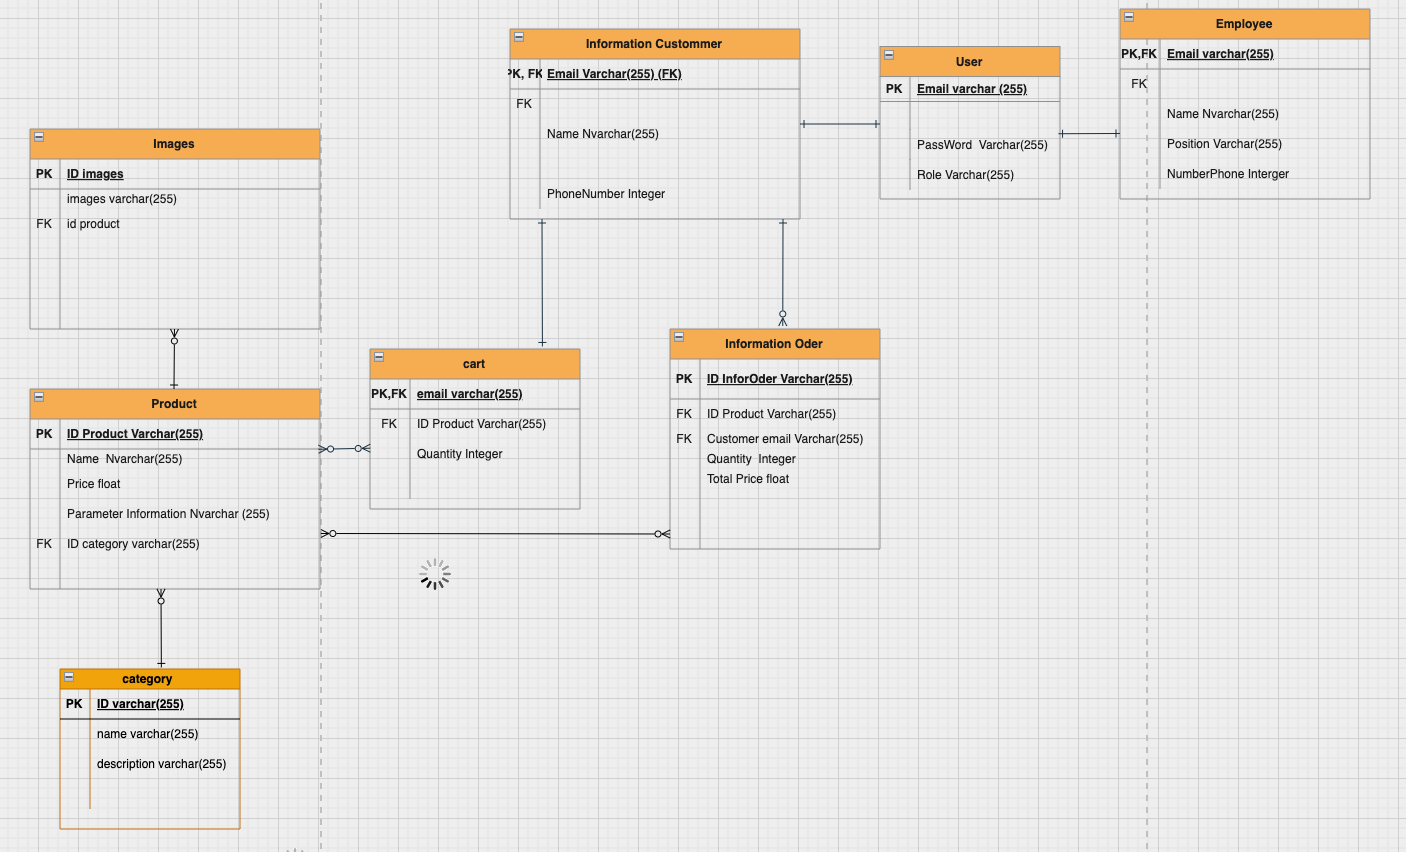 Information Custommer
PK, FK Email Varchar(255) (FK)
FK
Name Nvarchar(255)
PhoneNumber Integer
User
PK Email varchar (255)
PassWord  Varchar(255)
Role Varchar(255)
Employee
PK,FK Email varchar(255)
FK
Name Nvarchar(255)
Position Varchar(255)
NumberPhone Interger
Images
PK ID images
images varchar(255)
FK id product
Product
PK ID Product Varchar(255)
Name  Nvarchar(255)
Price float
Parameter Information Nvarchar (255)
FK ID category varchar(255)
cart
PK,FK email varchar(255)
FK ID Product Varchar(255)
Quantity Integer
Information Oder
PK ID InforOder Varchar(255)
FK ID Product Varchar(255)
FK Customer email Varchar(255)
Quantity  Integer
Total Price float
category
PK ID varchar(255)
name varchar(255)
description varchar(255)